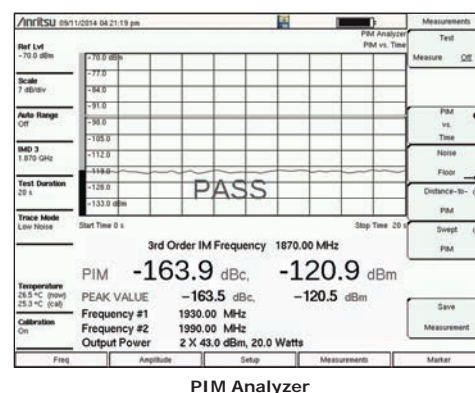 Anritsu 09/11/2014 04:21:19 pm
Measurements
PIM Analyzer
PIM vs. Time
Ref Lvl
-70.0 dBm
Scale
7 dB/div
Auto Range
Off
IMD 3
1.870 GHz
Test Duration
20 s
Trace Mode
Low Noise
Temperature
26.5 °C (now)
25.3 °C (cal)
Calibration
On
-70.0 dBm
-77.0
-84.0
-91.0
-98.0
-105.0
-112.0
-119.0
-126.0
-133.0 dBm
PASS
Start Time 0 s
Stop Time 20 s
3rd Order IM Frequency 1870.00 MHz
PIM -163.9 dBc, -120.9 dBm
PEAK VALUE -163.5 dBc, -120.5 dBm
Frequency #1 1930.00 MHz
Frequency #2 1990.00 MHz
Output Power 2 X 43.0 dBm, 20.0 Watts
Test
Measure Off
PIM
vs.
Time
Noise
Floor
Distance-to-
PIM
Swept
PIM
Save
Measurement
Freq
Amplitude
Setup
Measurements
Marker
PIM Analyzer